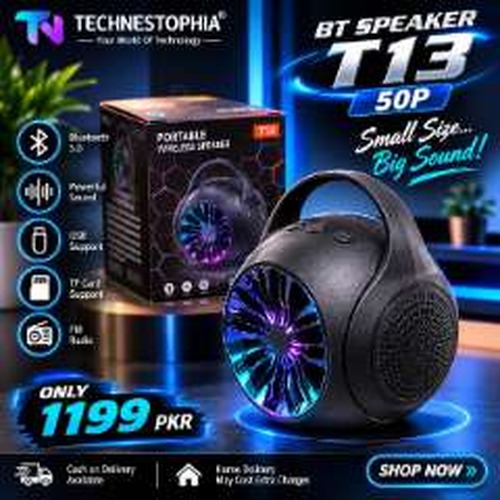 TN TECHNESTOPHIA®
Your World Of Technology
BT SPEAKER
T13
50P
Small Size...
Big Sound!
PORTABLE
WIRELESS SPEAKER
Bluetooth
5.0
Powerful
Sound
USB
Support
TF Card
Support
FM
Radio
ONLY
1199 PKR
Cash on Delivery
Available
Home Delivery
May Cost Extra Charges
SHOP NOW »